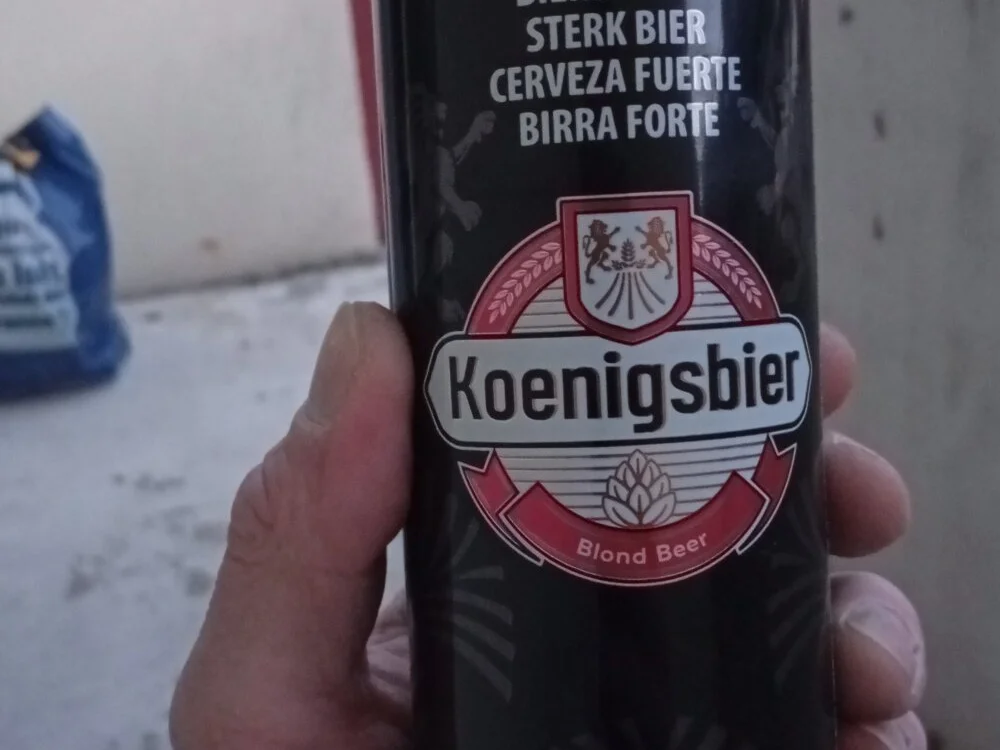 STERK BIER
CERVEZA FUERTE
BIRRA FORTE
Koenigsbier
Blond Beer